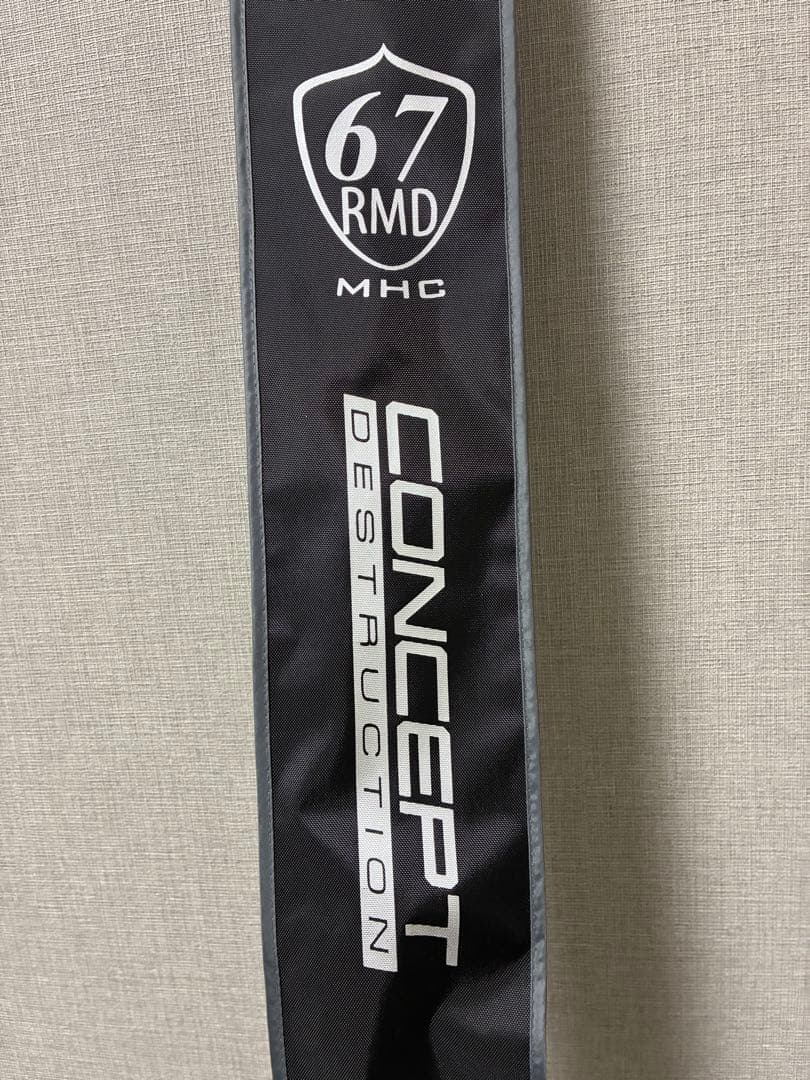 67
RMD
MHC
CONCEPT
DESTRUCTION